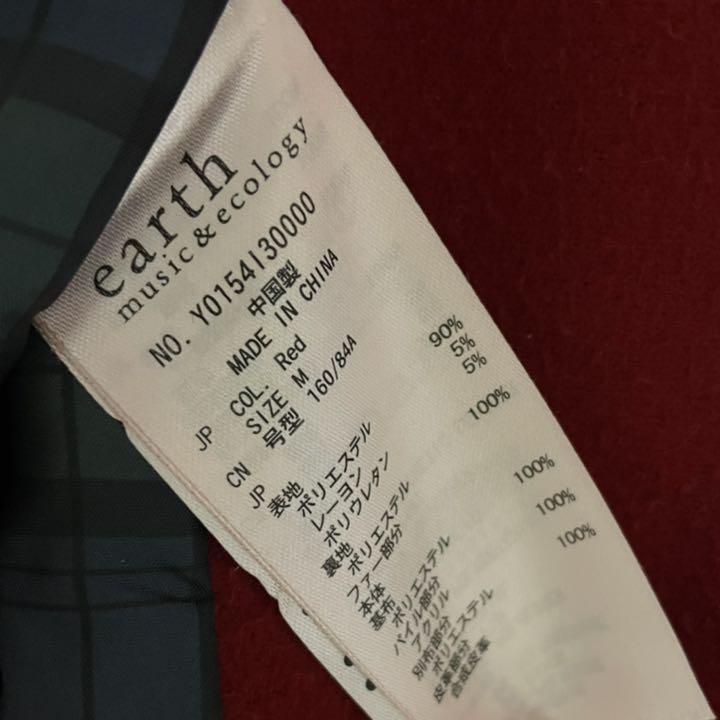 earth
music & ecology
NO. Y0154I30000
中国製
MADE IN CHINA
JP COL. Red
SIZE M
CN 号型 160/84A
JP
表地
ポリエステル 90%
レーヨン 5%
ポリウレタン 5%
裏地
ポリエステル 100%
ファー部分
本体
基布
ポリエステル 100%
パイル部分
アクリル 100%
別布部分
ポリエステル 100%
皮革部分
合成皮革